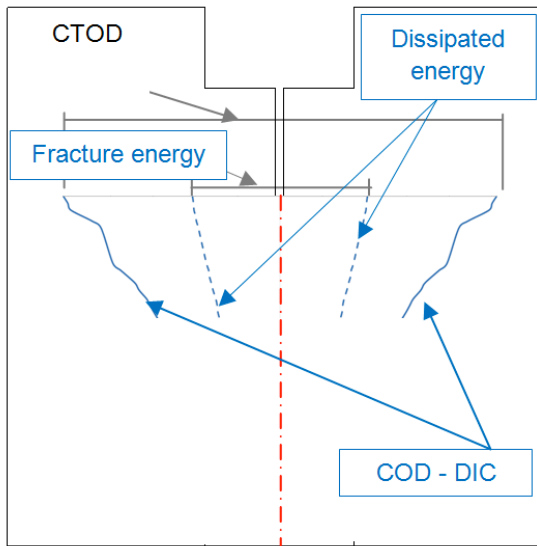 CTOD
Dissipated
energy
Fracture energy
COD - DIC